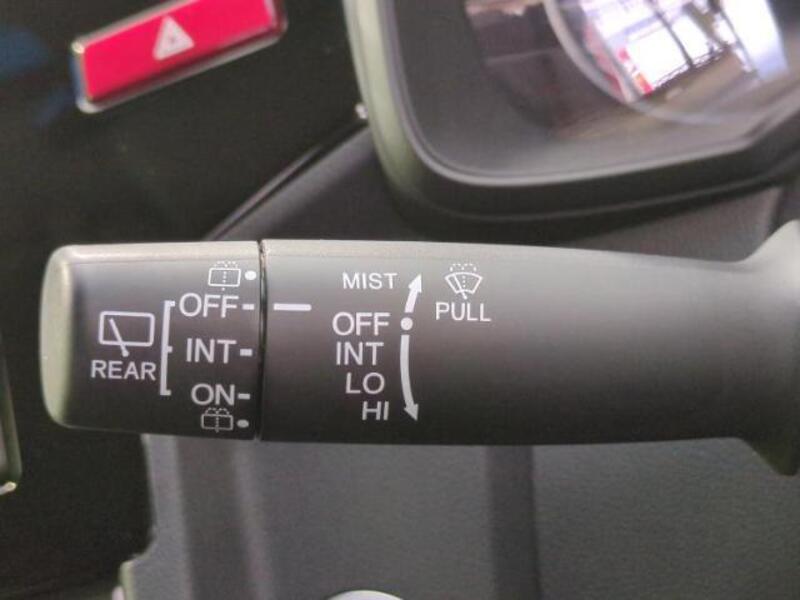 REAR
OFF
INT
ON
MIST
OFF
INT
LO
HI
PULL